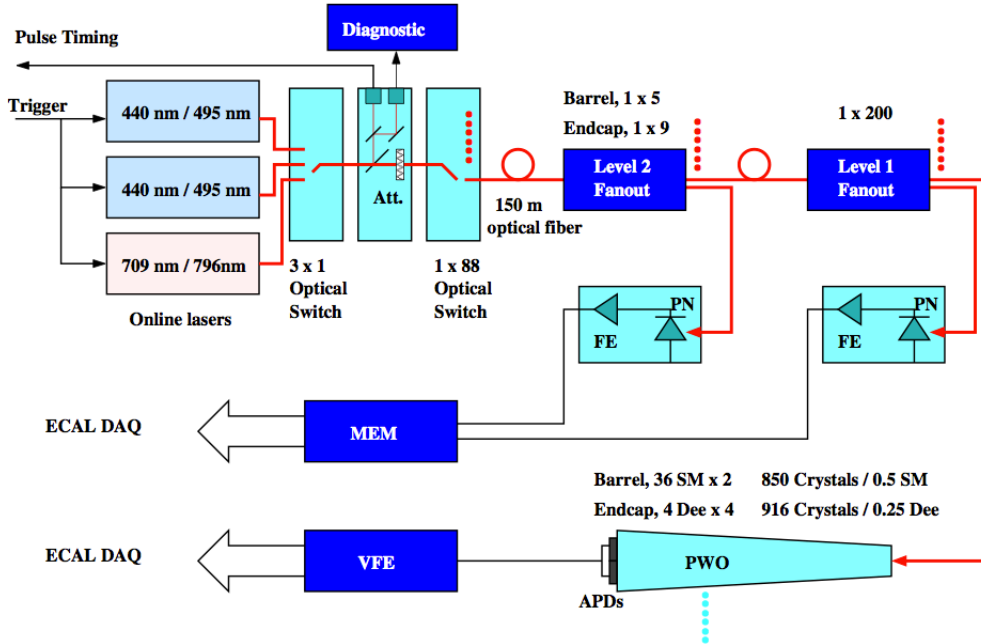 Pulse Timing
Diagnostic
Trigger
440 nm / 495 nm
440 nm / 495 nm
709 nm / 796nm
Online lasers
3 x 1
Optical
Switch
Att.
1 x 88
Optical
Switch
150 m
optical fiber
Barrel, 1 x 5
Endcap, 1 x 9
Level 2
Fanout
1 x 200
Level 1
Fanout
PN
FE
PN
FE
ECAL DAQ
MEM
Barrel, 36 SM x 2 850 Crystals / 0.5 SM
Endcap, 4 Dee x 4 916 Crystals / 0.25 Dee
ECAL DAQ
VFE
APDs
PWO